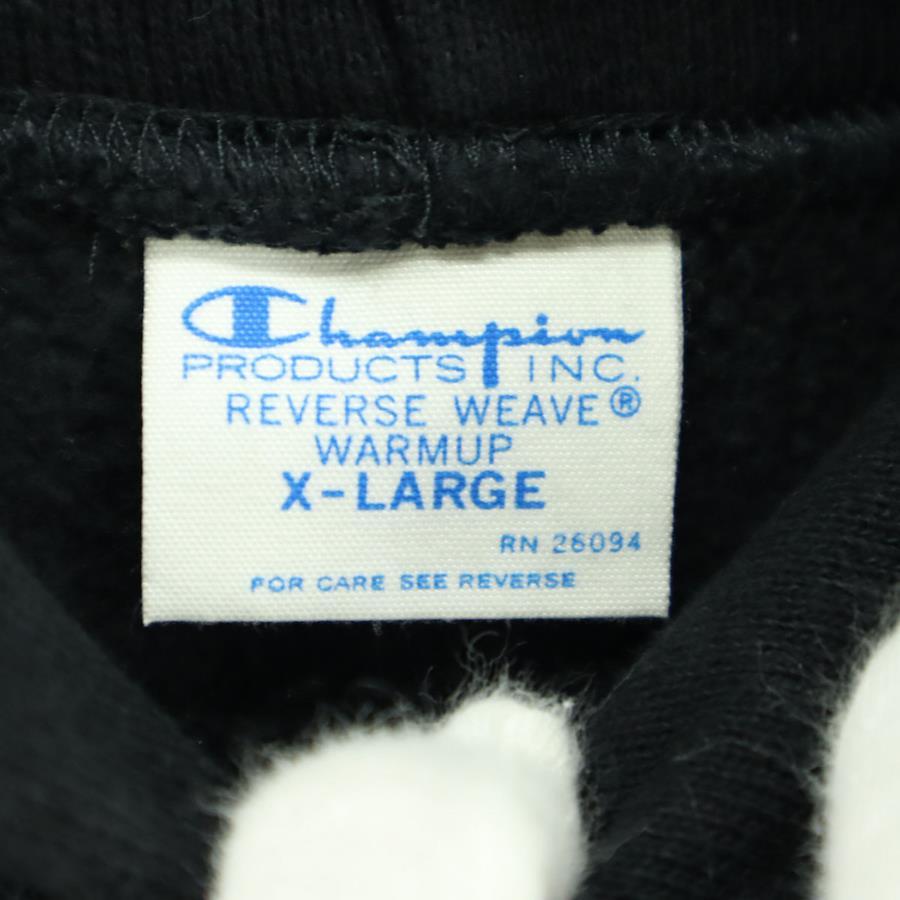 Champion
PRODUCTS INC.
REVERSE WEAVE®
WARMUP
X-LARGE
RN 26094
FOR CARE SEE REVERSE